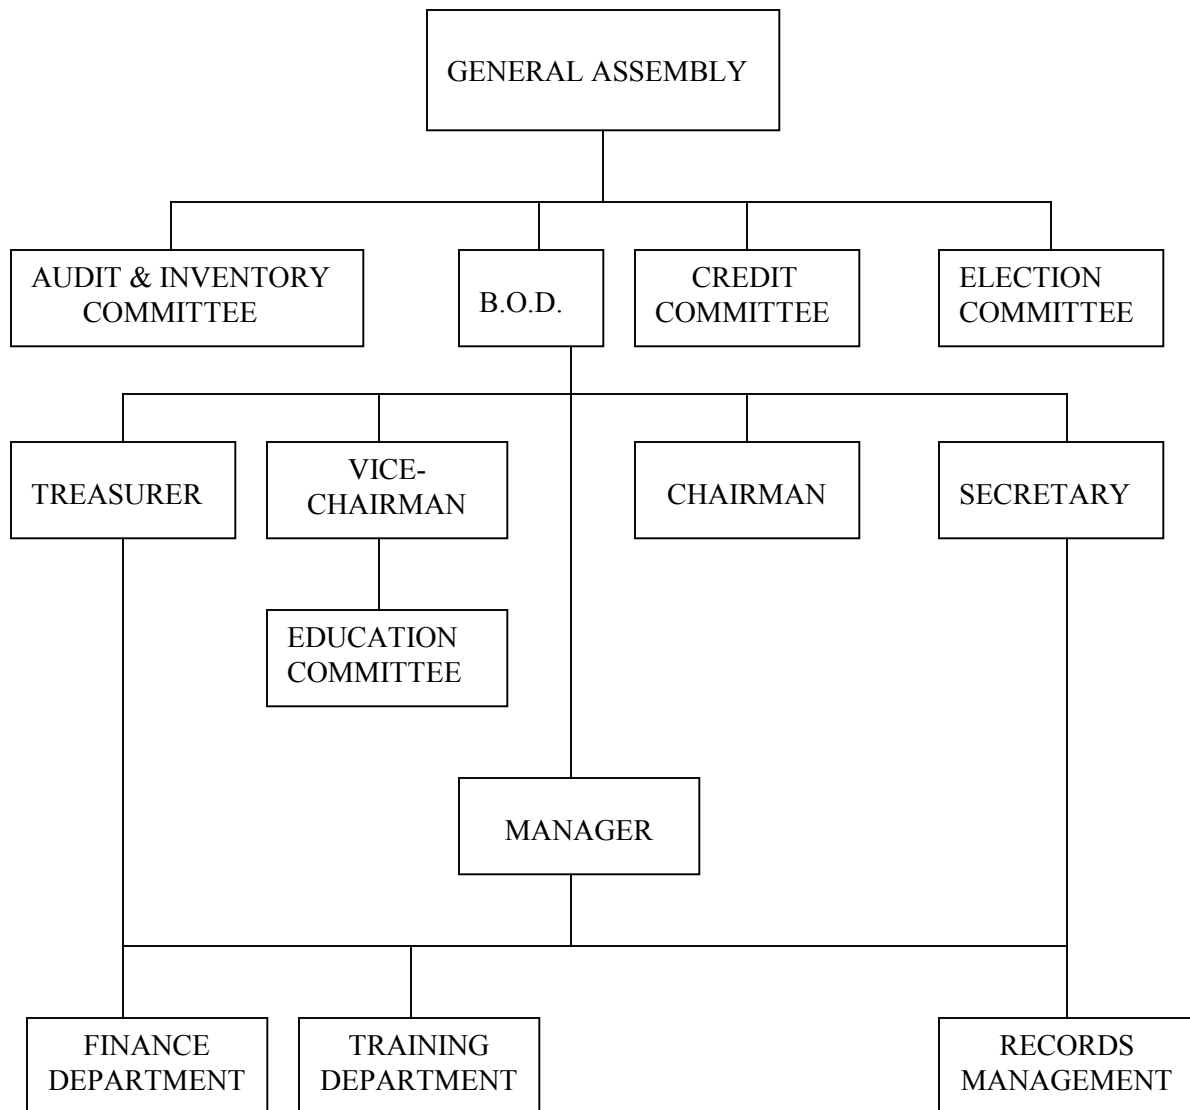 GENERAL ASSEMBLY
AUDIT & INVENTORY
COMMITTEE
B.O.D.
CREDIT
COMMITTEE
ELECTION
COMMITTEE
TREASURER
VICE-
CHAIRMAN
CHAIRMAN
SECRETARY
EDUCATION
COMMITTEE
MANAGER
FINANCE
DEPARTMENT
TRAINING
DEPARTMENT
RECORDS
MANAGEMENT